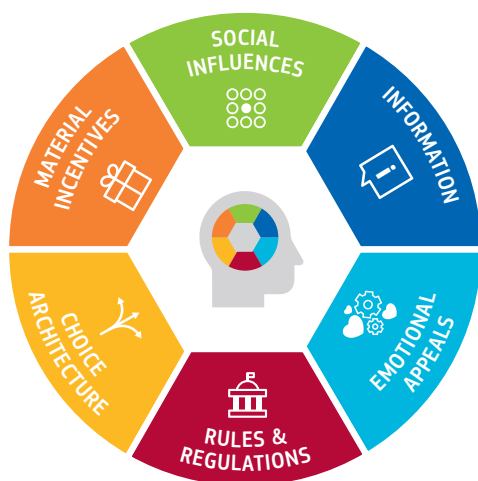 SOCIAL
INFLUENCES
INFORMATION
EMOTIONAL
APPEALS
RULES &
REGULATIONS
CHOICE
ARCHITECTURE
MATERIAL
INCENTIVES